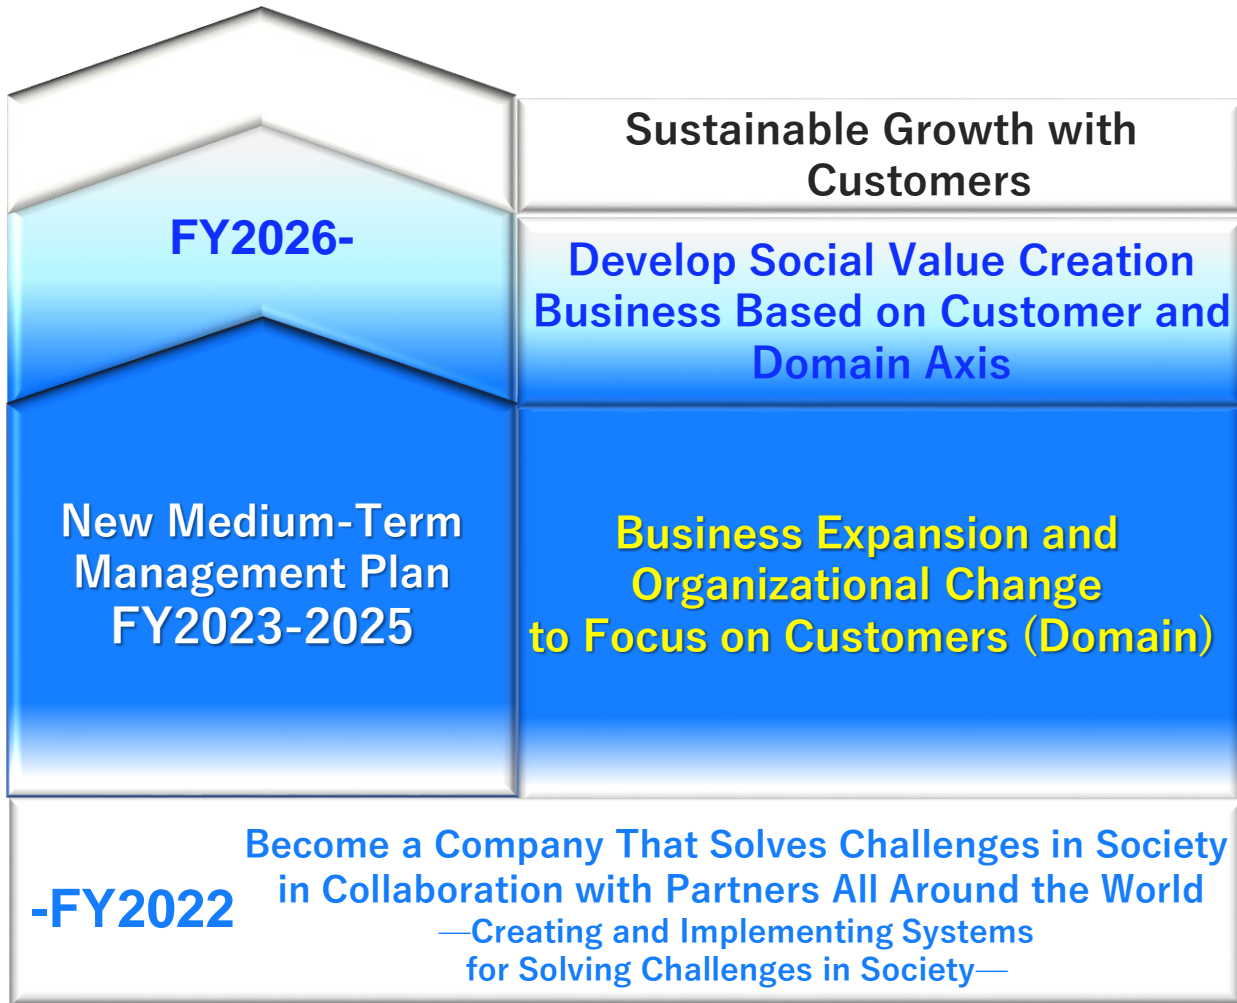 Sustainable Growth with
Customers
FY2026-
Develop Social Value Creation
Business Based on Customer and
Domain Axis
New Medium-Term
Management Plan
FY2023-2025
Business Expansion and
Organizational Change
to Focus on Customers (Domain)
-FY2022
Become a Company That Solves Challenges in Society
in Collaboration with Partners All Around the World
—Creating and Implementing Systems
for Solving Challenges in Society—